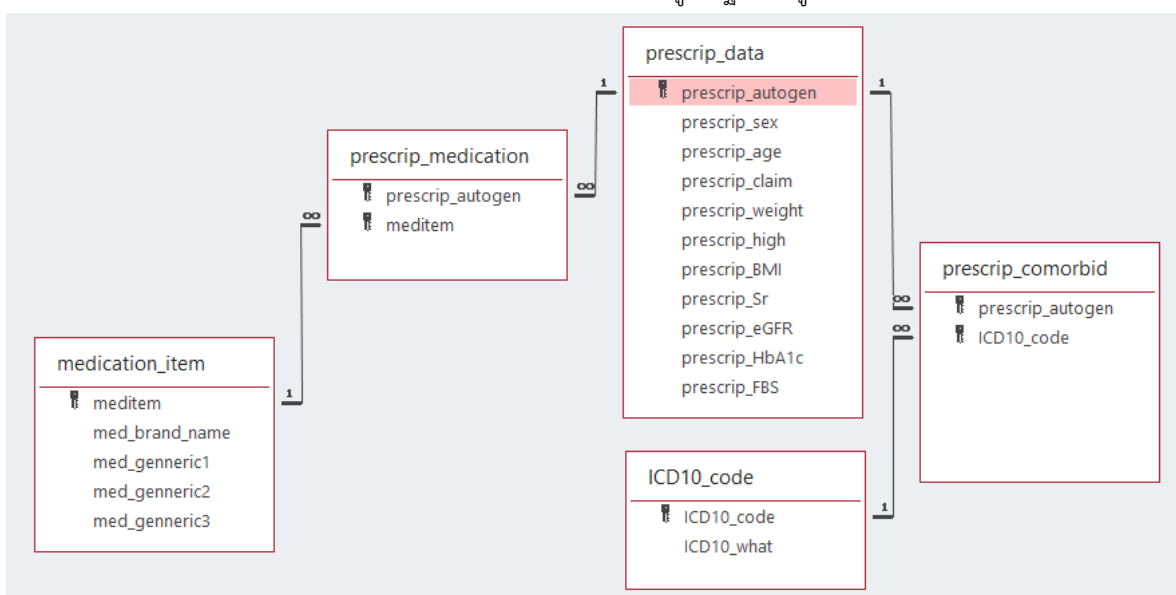 prescrip_data
prescrip_autogen
prescrip_sex
prescrip_age
prescrip_claim
prescrip_weight
prescrip_high
prescrip_BMI
prescrip_Sr
prescrip_eGFR
prescrip_HbA1c
prescrip_FBS
1
1
prescrip_medication
prescrip_autogen
meditem
∞
∞
prescrip_comorbid
prescrip_autogen
ICD10_code
∞
∞
medication_item
meditem
med_brand_name
med_genneric1
med_genneric2
med_genneric3
1
ICD10_code
ICD10_code
ICD10_what
1